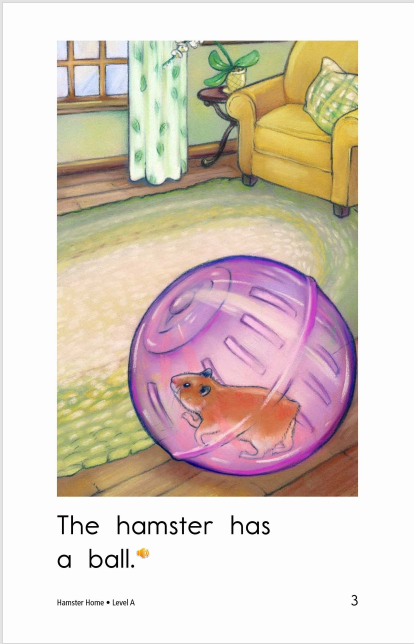 The hamster has
a ball.
Hamster Home • Level A
3